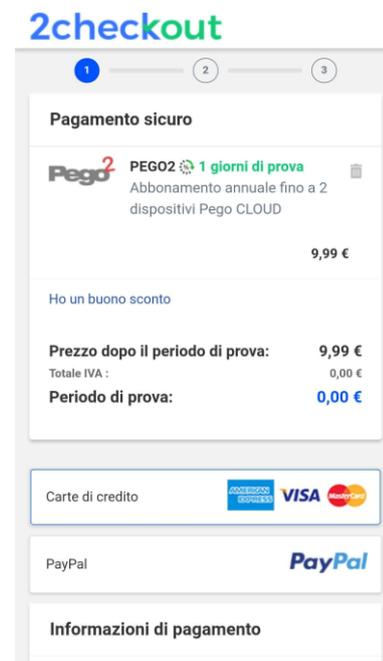 2checkout
1 2 3
Pagamento sicuro
Pego2 PEGO2 1 giorni di prova
Abbonamento annuale fino a 2
dispositivi Pego CLOUD
9,99 €
Ho un buono sconto
Prezzo dopo il periodo di prova: 9,99 €
Totale IVA : 0,00 €
Periodo di prova: 0,00 €
Carte di credito AMERICAN EXPRESS VISA MasterCard
PayPal PayPal
Informazioni di pagamento